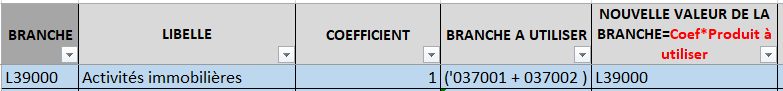 BRANCHE LIBELLE COEFFICIENT BRANCHE A UTILISER NOUVELLE VALEUR DE LA
BRANCHE=Coef*Produit à
utiliser
L39000 Activités immobilières 1 ('037001 + 037002 ) L39000